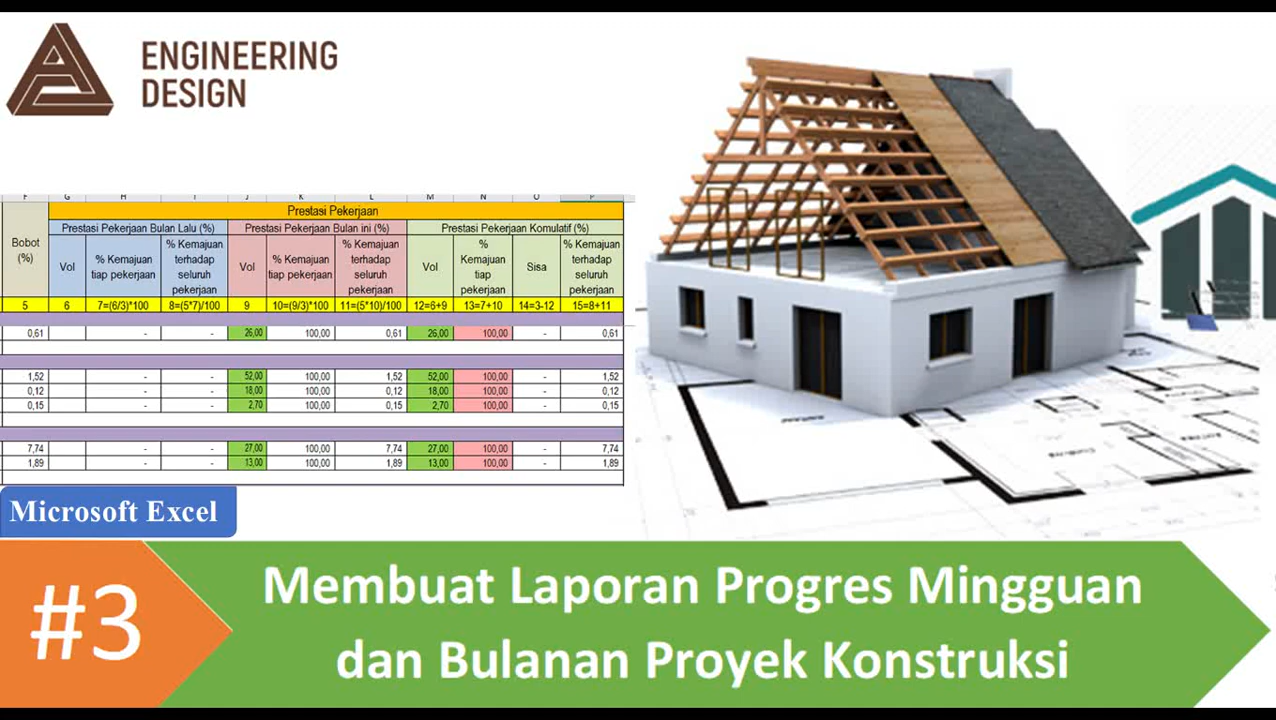 ENGINEERING
DESIGN
F G H I J K L M N O P
Prestasi Pekerjaan
Bobot
(%)
Prestasi Pekerjaan Bulan Lalu (%) Prestasi Pekerjaan Bulan ini (%) Prestasi Pekerjaan Komulatif (%)
Vol
% Kemajuan
tiap pekerjaan
% Kemajuan
terhadap
seluruh
pekerjaan
Vol
% Kemajuan
tiap pekerjaan
% Kemajuan
terhadap
seluruh
pekerjaan
Vol
%
Kemajuan
tiap
pekerjaan
Sisa
% Kemajuan
terhadap
seluruh
pekerjaan
5 6 7=(6/3)*100 8=(5*7)/100 9 10=(9/3)*100 11=(5*10)/100 12=6+9 13=7+10 14=3-12 15=8+11
0,61 - - 26,00 100,00 0,61 26,00 100,00 - 0,61
1,52 - - 52,00 100,00 1,52 52,00 100,00 - 1,52
0,12 - - 18,00 100,00 0,12 18,00 100,00 - 0,12
0,15 - - 2,70 100,00 0,15 2,70 100,00 - 0,15
7,74 - - 27,00 100,00 7,74 27,00 100,00 - 7,74
1,89 - - 13,00 100,00 1,89 13,00 100,00 - 1,89
Microsoft Excel
#3
Membuat Laporan Progres Mingguan
dan Bulanan Proyek Konstruksi